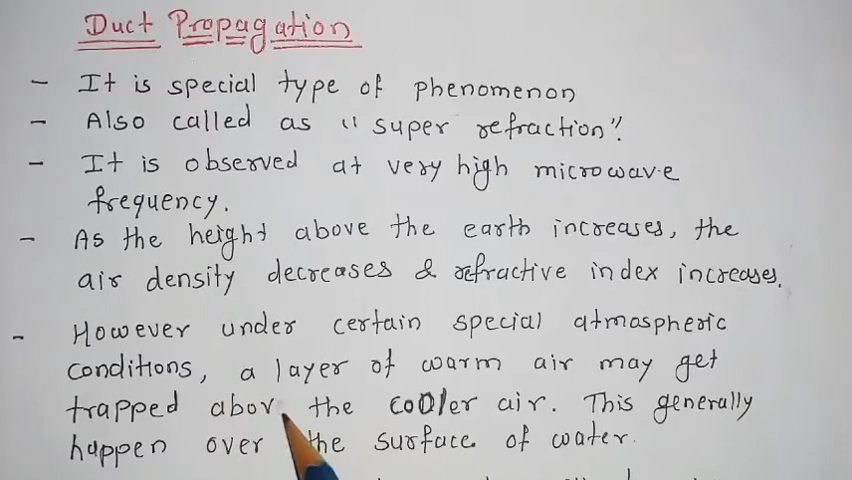 Duct Propagation
- It is special type of phenomenon
- Also called as "super refraction".
- It is observed at very high microwave
frequency.
- As the height above the earth increases, the
air density decreases & refractive index increases.
- However under certain special atmospheric
conditions, a layer of warm air may get
trapped abov the cooler air. This generally
happen over the surface of water.